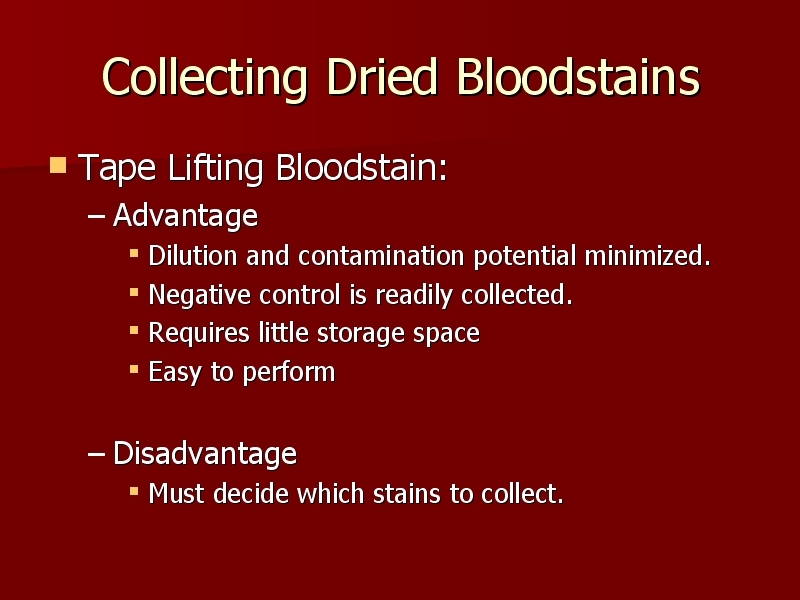 Collecting Dried Bloodstains
Tape Lifting Bloodstain:
– Advantage
Dilution and contamination potential minimized.
Negative control is readily collected.
Requires little storage space
Easy to perform
– Disadvantage
Must decide which stains to collect.